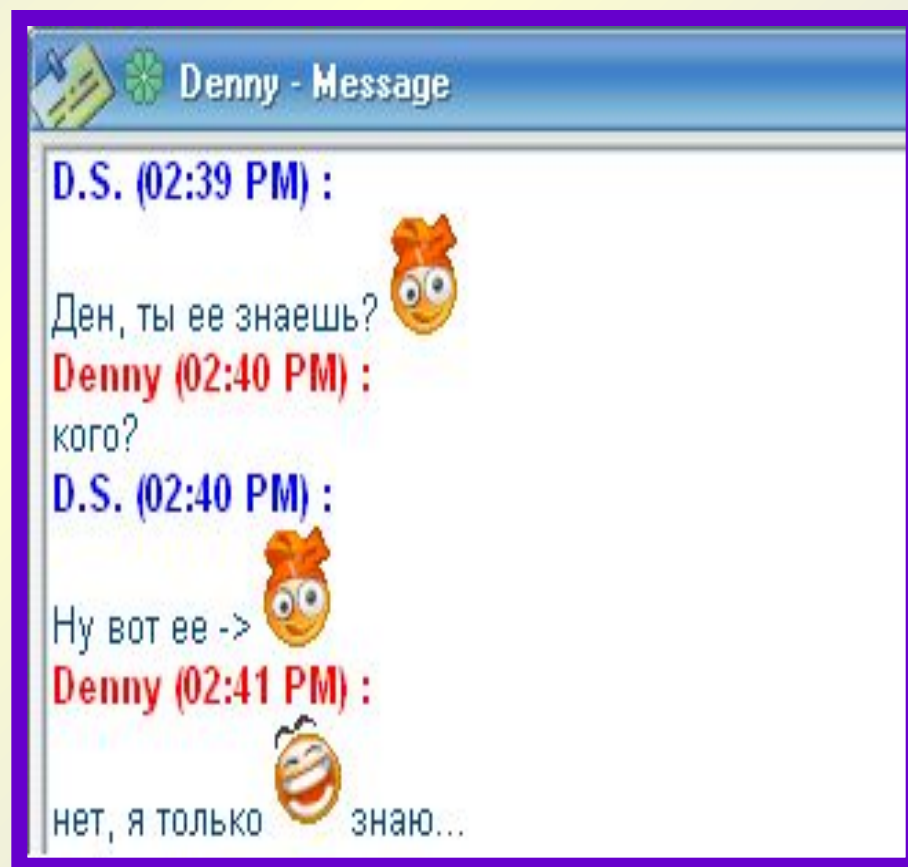 Denny - Message
D.S. (02:39 PM) :
Ден, ты ее знаешь?
Denny (02:40 PM) :
кого?
D.S. (02:40 PM) :
Ну вот ее ->
Denny (02:41 PM) :
нет, я только знаю...